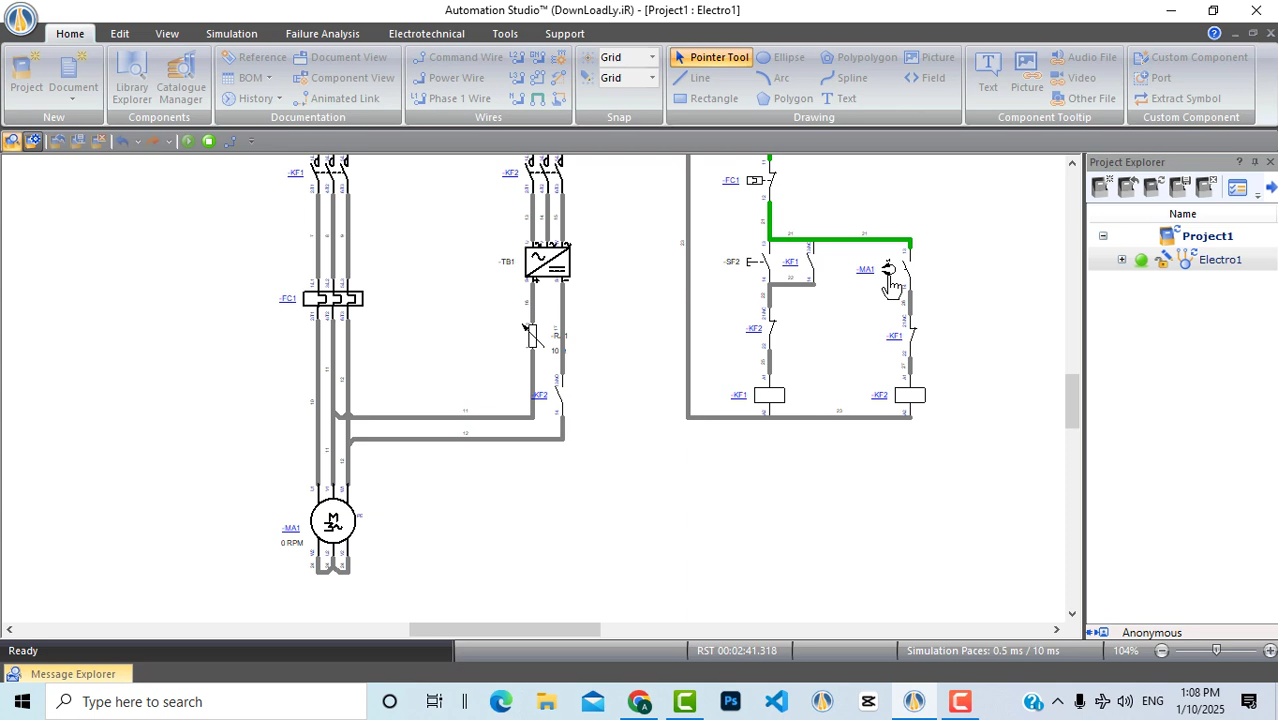 Automation Studio™ (DownLoadLy.iR) - [Project1 : Electro1]
Home Edit View Simulation Failure Analysis Electrotechnical Tools Support
Project Document
New
Library Explorer Catalogue Manager
Components
Reference Document View
BOM Component View
History Animated Link
Documentation
Command Wire
Power Wire
Phase 1 Wire
Wires
Grid
Grid
Snap
Pointer Tool Ellipse Polypolygon Picture
Line Arc Spline Field
Rectangle Polygon Text
Drawing
Text Picture
Audio File
Video
Other File
Component Tooltip
Custom Component
Port
Extract Symbol
Custom Component
Project Explorer
Name
Project1
Electro1
-KF1
-KF2
-FC1
-TB1
-SF2
-KF1
-MA1
-FC1
-KF2
-KF1
-KF2
-KF1
-KF2
-MA1
0 RPM
Ready
RST 00:02:41.318
Simulation Paces: 0.5 ms / 10 ms
Anonymous
104%
Message Explorer
Type here to search
Ps
ENG
1:08 PM
1/10/2025